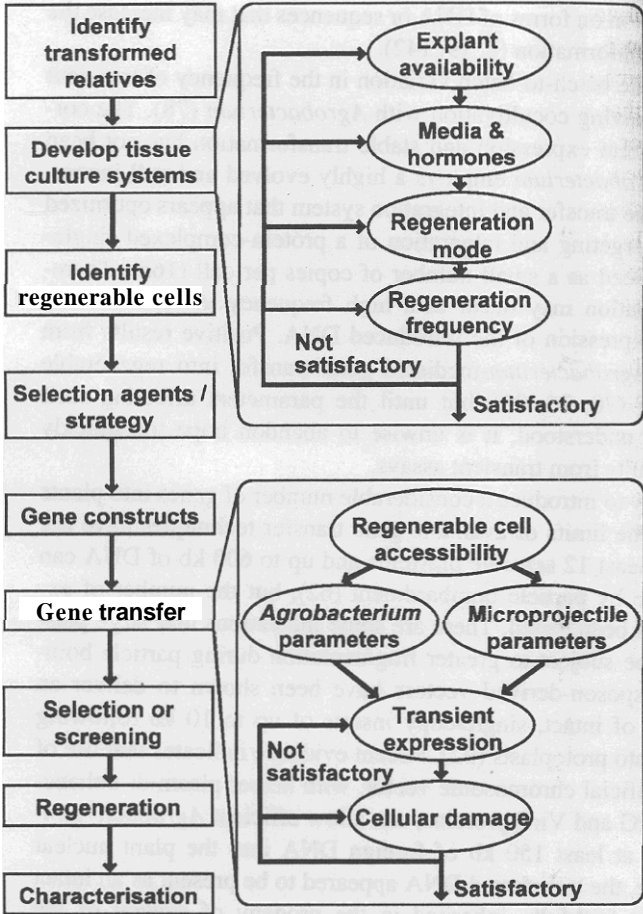 Identify
transformed
relatives
Develop tissue
culture systems
Identify
regenerable cells
Selection agents /
strategy
Gene constructs
Gene transfer
Selection or
screening
Regeneration
Characterisation
Explant
availability
Media &
hormones
Regeneration
mode
Regeneration
frequency
Not
satisfactory
Satisfactory
Regenerable cell
accessibility
Agrobacterium
parameters
Microprojectile
parameters
Transient
expression
Not
satisfactory
Cellular damage
Satisfactory